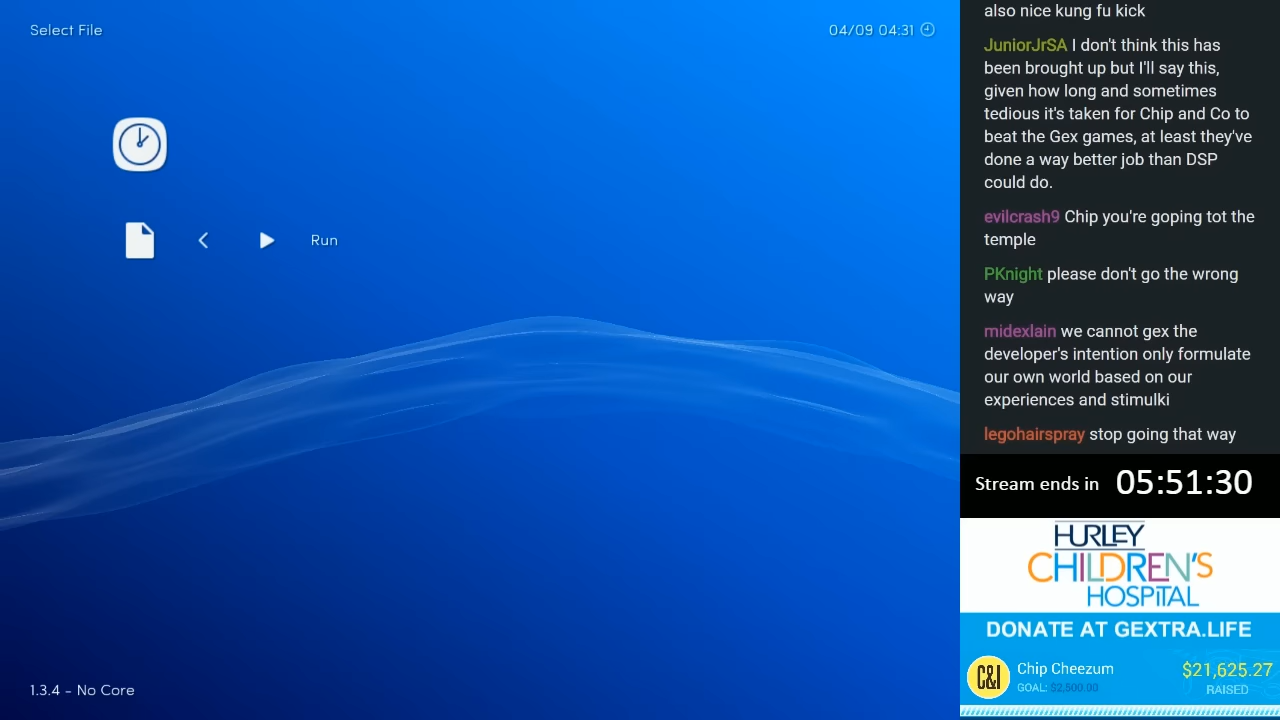 Select File
04/09 04:31
Run
1.3.4 – No Core
also nice kung fu kick
JuniorJrSA I don't think this has
been brought up but I'll say this,
given how long and sometimes
tedious it's taken for Chip and Co to
beat the Gex games, at least they've
done a way better job than DSP
could do.
evilcrash9 Chip you're goping tot the
temple
PKnight please don't go the wrong
way
midexlain we cannot gex the
developer's intention only formulate
our own world based on our
experiences and stimulki
legohairspray stop going that way
Stream ends in 05:51:30
HURLEY
CHILDREN'S
HOSPITAL
DONATE AT GEXTRA.LIFE
C&I
Chip Cheezum
$21,625.27
GOAL: $2,500.00
RAISED